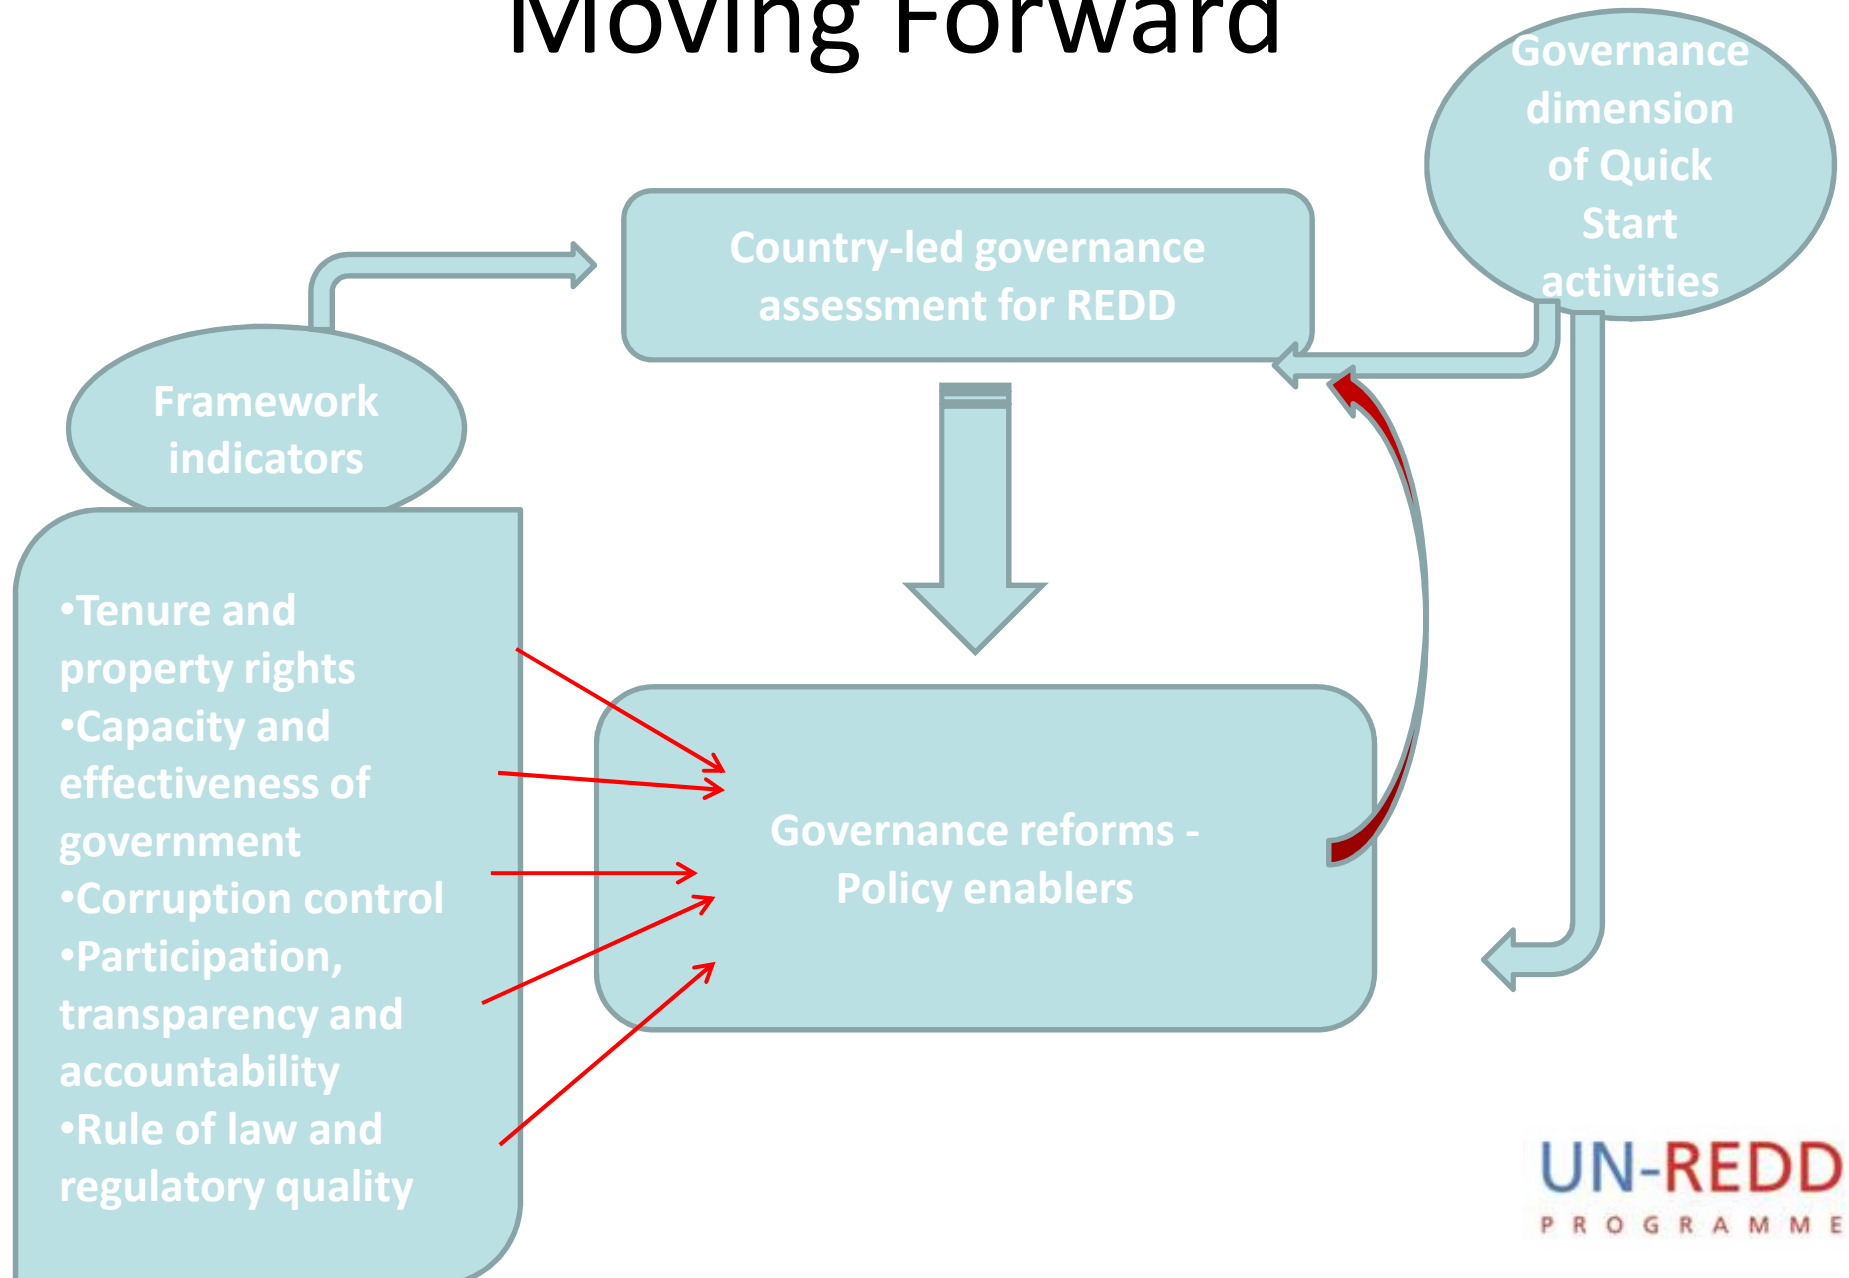 Moving Forward
Governance
dimension
of Quick
Start
activities
Country-led governance
assessment for REDD
Framework
indicators
•Tenure and
property rights
•Capacity and
effectiveness of
government
•Corruption control
•Participation,
transparency and
accountability
•Rule of law and
regulatory quality
Governance reforms -
Policy enablers
UN-REDD
PROGRAMME